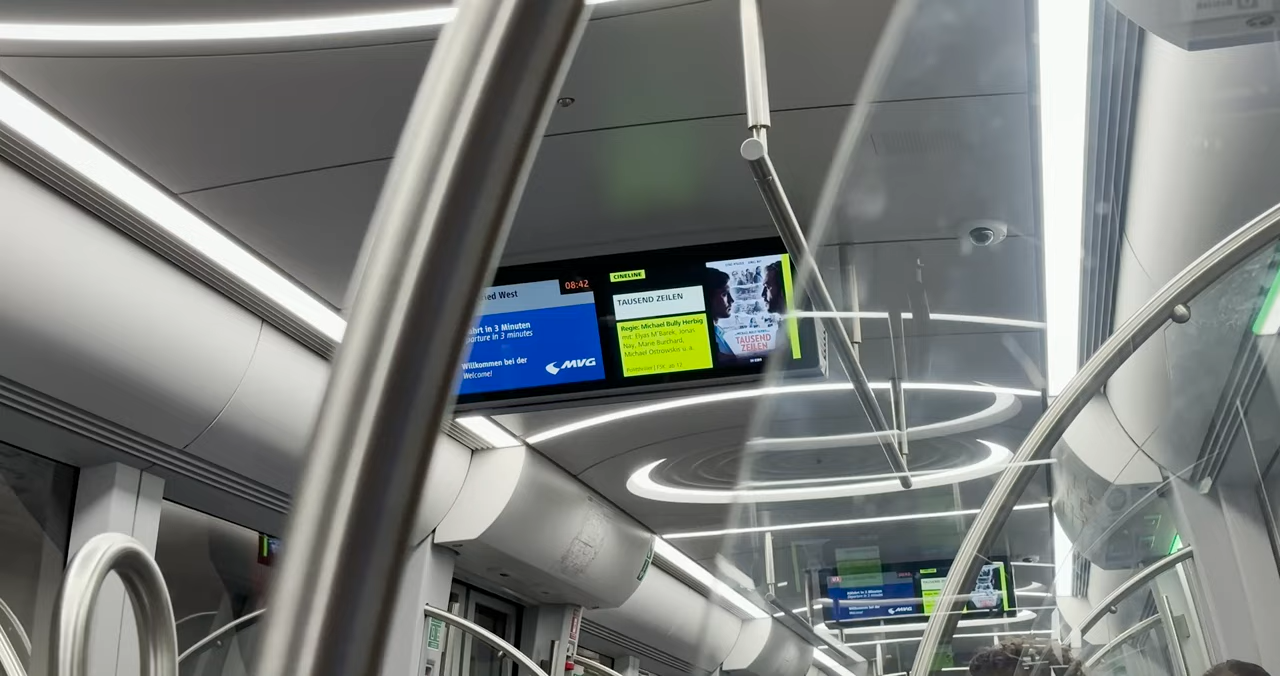 ied West
08:42
hrt in 3 Minuten
parture in 3 minutes
Willkommen bei der
Welcome!
MVG
CINELINE
TAUSEND ZEILEN
Regie: Michael Bully Herbig
mit: Elyas M'Barek, Jonas
Nay, Marie Burchard,
Michael Ostrowski u. a.
TAUSEND
ZEILEN
MVG